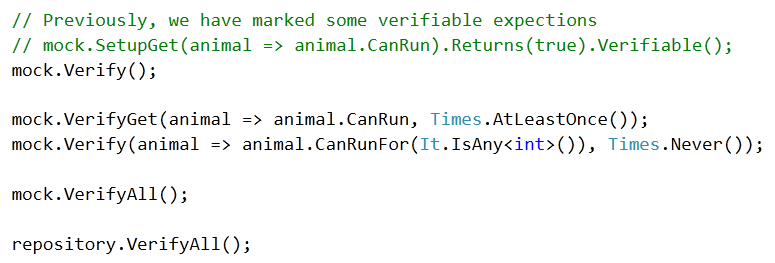 // Previously, we have marked some verifiable expections
// mock.SetupGet(animal => animal.CanRun).Returns(true).Verifiable();
mock.Verify();
mock.VerifyGet(animal => animal.CanRun, Times.AtLeastOnce());
mock.Verify(animal => animal.CanRunFor(It.IsAny<int>()), Times.Never());
mock.VerifyAll();
repository.VerifyAll();